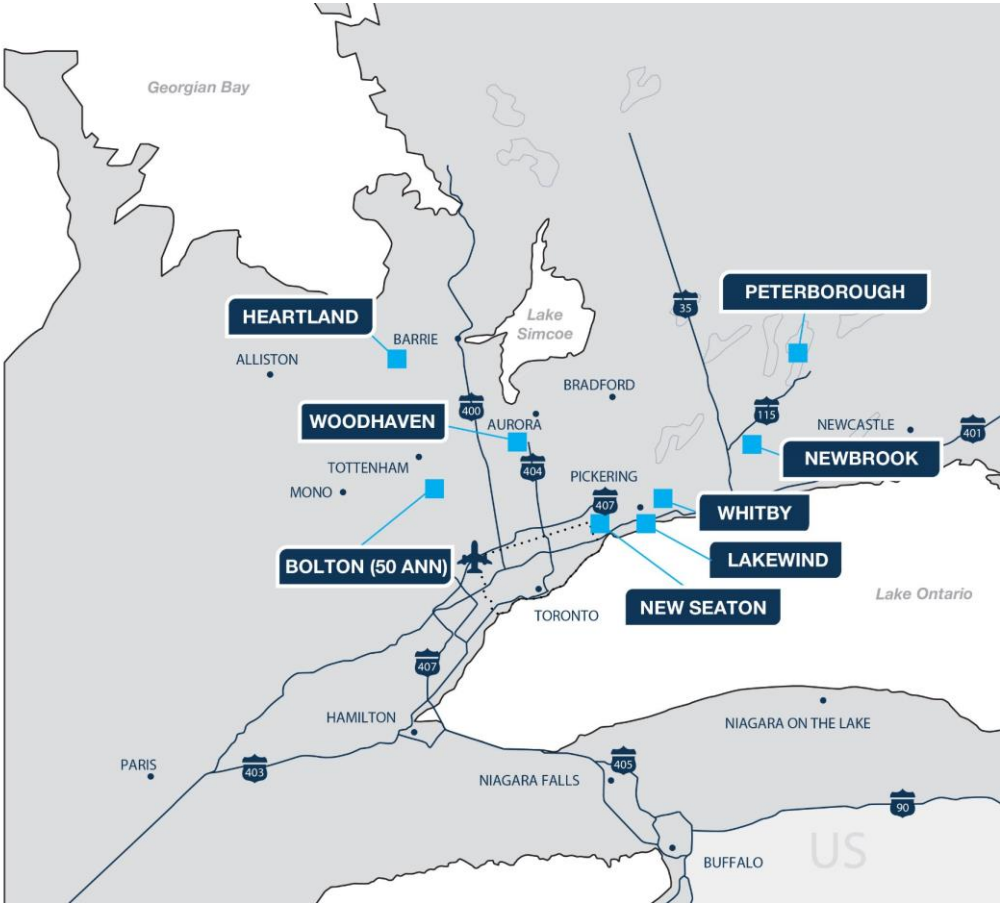 Georgian Bay
PETERBOROUGH
35
HEARTLAND
Lake
Simcoe
BARRIE
ALLISTON
BRADFORD
400
115
WOODHAVEN
AURORA
NEWCASTLE
401
TOTTENHAM
404
NEWBROOK
PICKERING
MONO
407
WHITBY
BOLTON (50 ANN)
LAKEWIND
Lake Ontario
NEW SEATON
TORONTO
407
HAMILTON
NIAGARA ON THE LAKE
PARIS
403
405
NIAGARA FALLS
90
US
BUFFALO